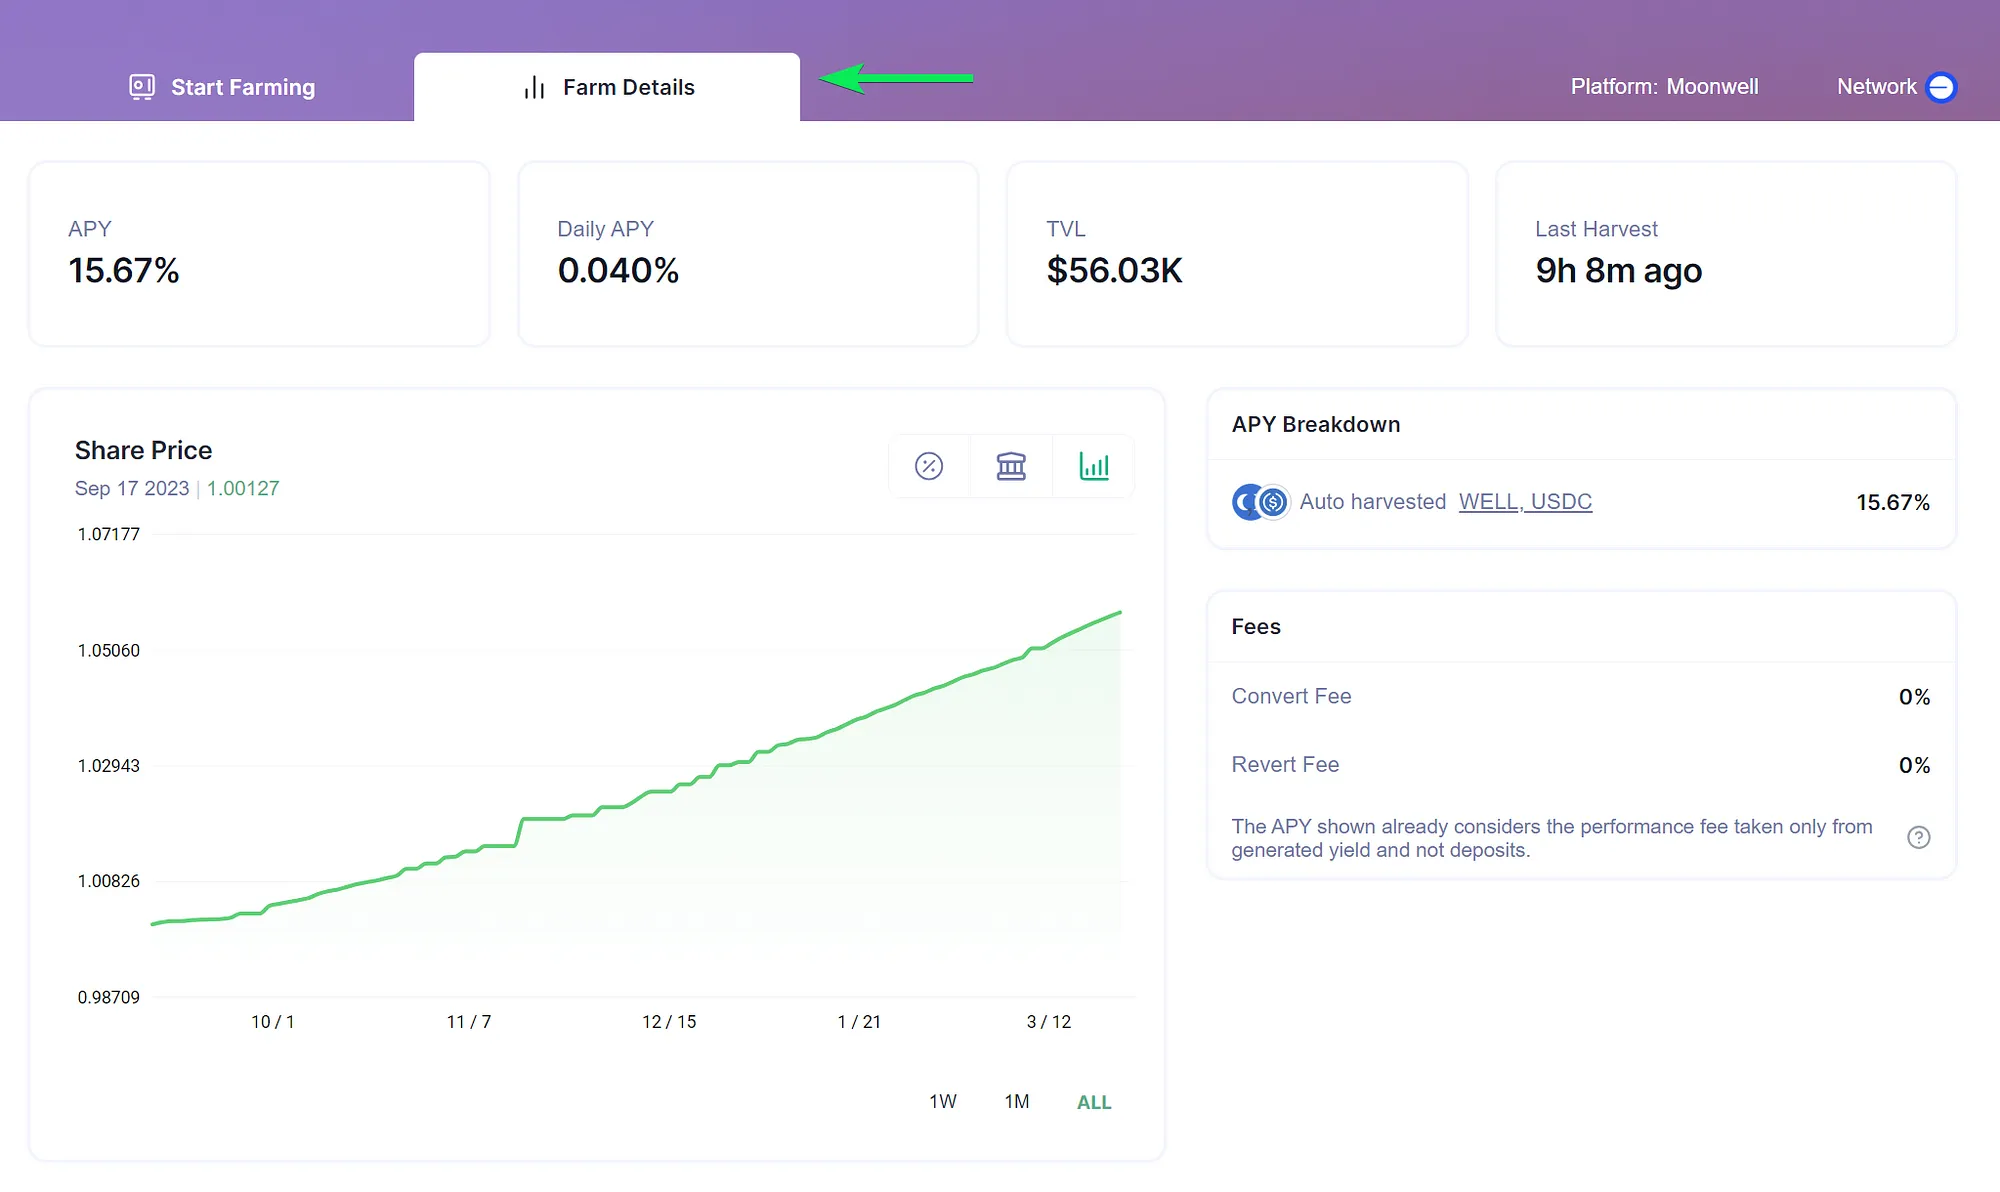 Start Farming
Farm Details
Platform: Moonwell
Network
APY
15.67%
Daily APY
0.040%
TVL
$56.03K
Last Harvest
9h 8m ago
Share Price
Sep 17 2023 | 1.00127
1.07177
1.05060
1.02943
1.00826
0.98709
10 / 1
11 / 7
12 / 15
1 / 21
3 / 12
1W
1M
ALL
APY Breakdown
Auto harvested WELL, USDC
15.67%
Fees
Convert Fee
0%
Revert Fee
0%
The APY shown already considers the performance fee taken only from
generated yield and not deposits.